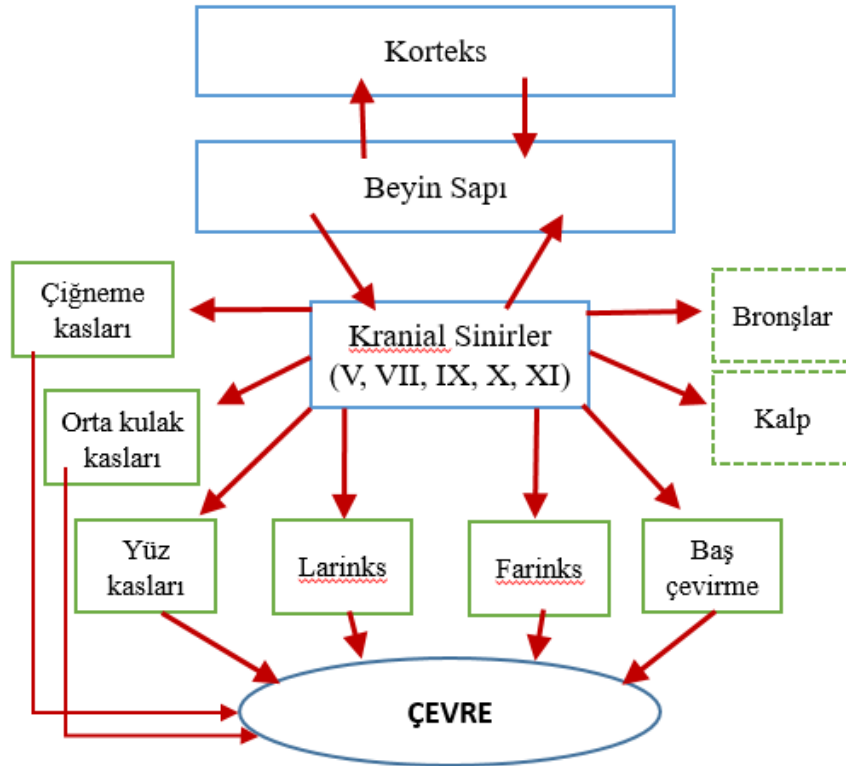 Korteks
Beyin Sapı
Çiğneme
kasları
Kranial Sinirler
(V, VII, IX, X, XI)
Bronşlar
Orta kulak
kasları
Kalp
Yüz
kasları
Larinks
Farinks
Baş
çevirme
ÇEVRE